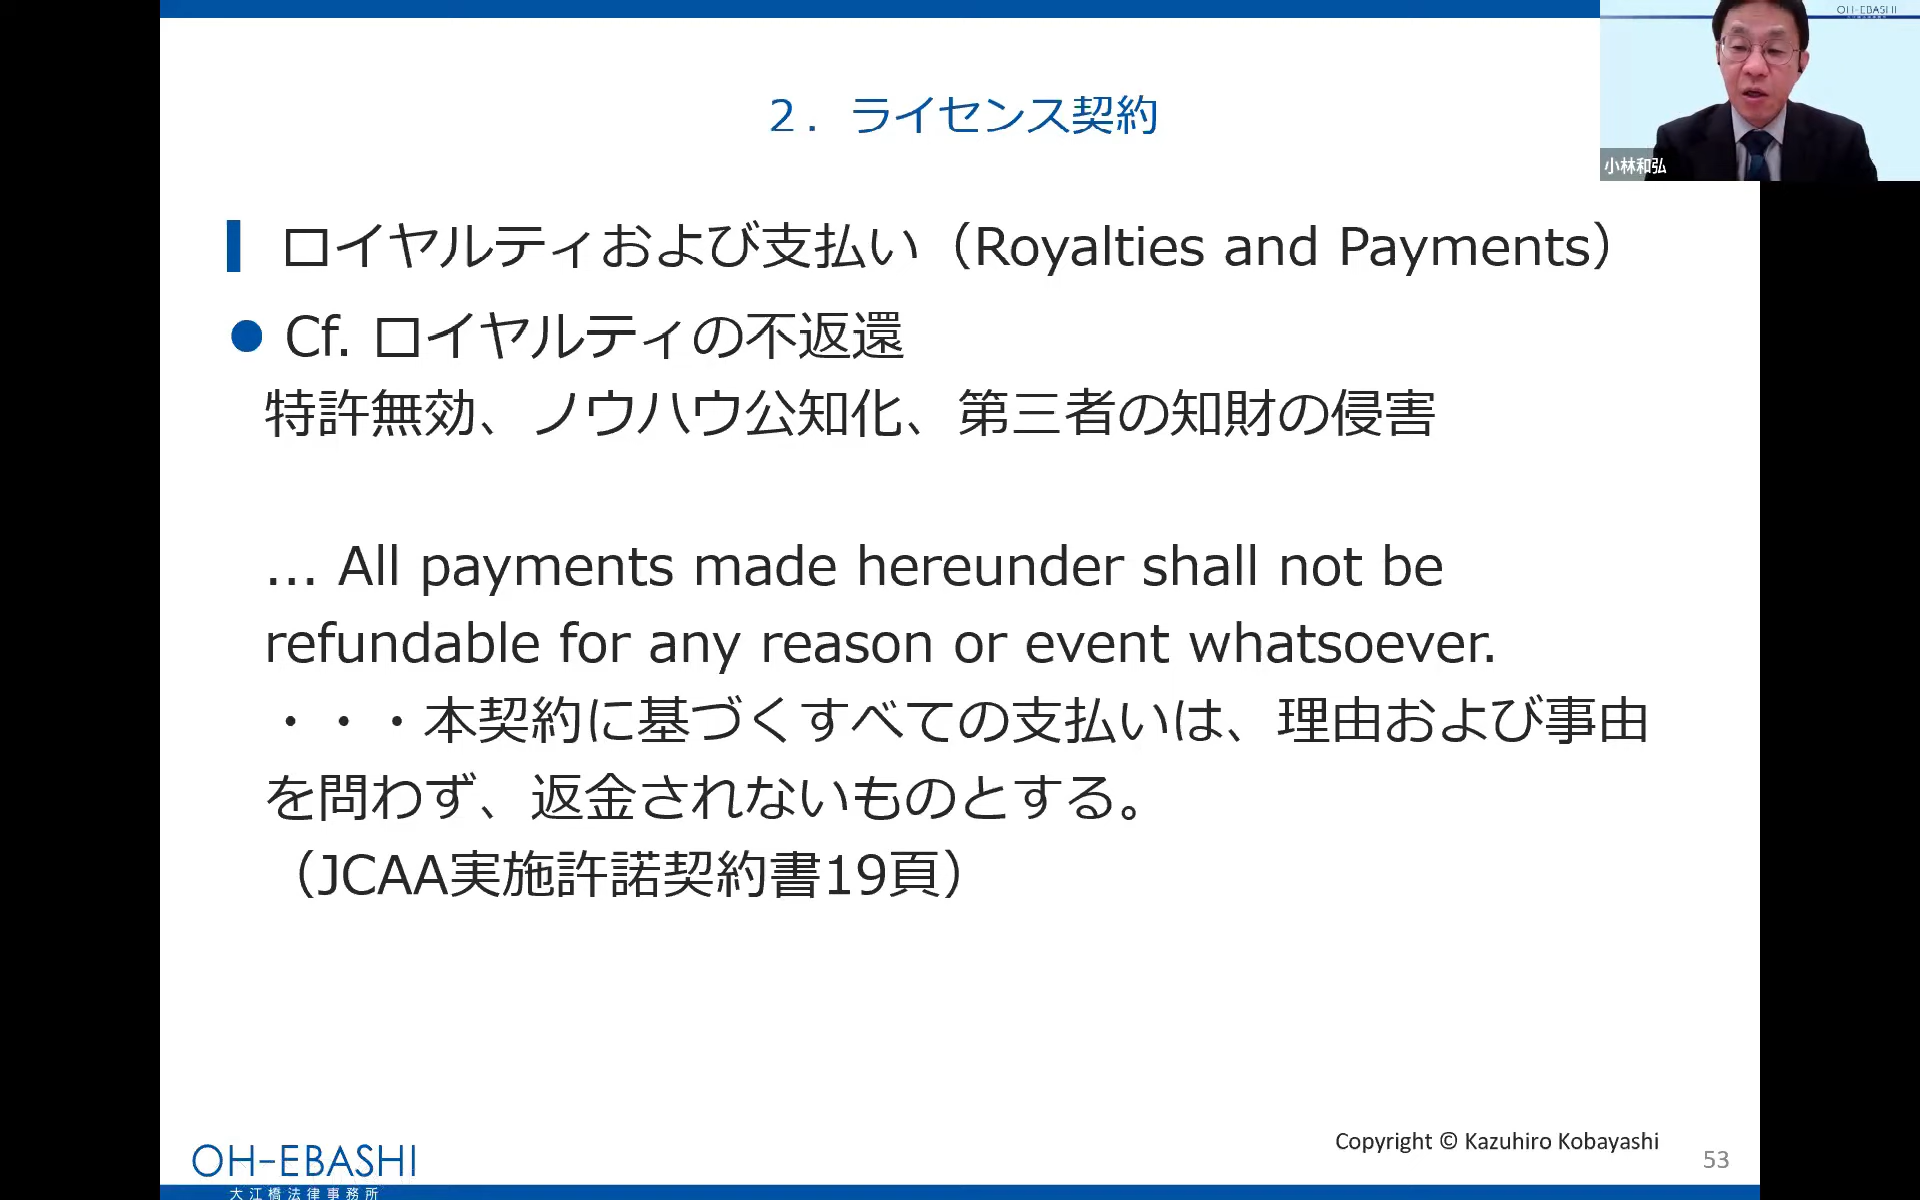 OH-EBASHI
小林和弘
２．ライセンス契約
ロイヤルティおよび支払い（Royalties and Payments）
Cf. ロイヤルティの不返還
特許無効、ノウハウ公知化、第三者の知財の侵害
... All payments made hereunder shall not be
refundable for any reason or event whatsoever.
・・・本契約に基づくすべての支払いは、理由および事由
を問わず、返金されないものとする。
（JCAA実施許諾契約書19頁）
Copyright © Kazuhiro Kobayashi
53
OH-EBASHI
大江橋法律事務所